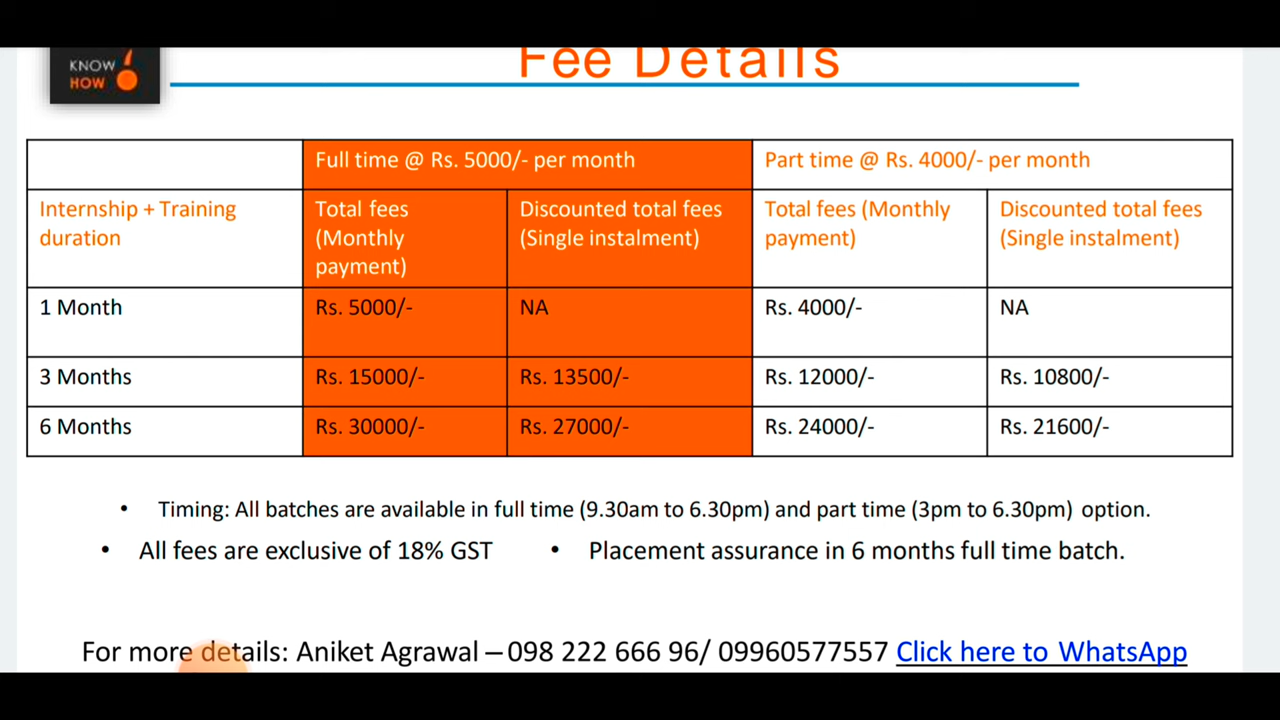 KNOW
HOW
Fee Details
Full time @ Rs. 5000/- per month
Part time @ Rs. 4000/- per month
Internship + Training
duration
Total fees
(Monthly
payment)
Discounted total fees
(Single instalment)
Total fees (Monthly
payment)
Discounted total fees
(Single instalment)
1 Month
Rs. 5000/-
NA
Rs. 4000/-
NA
3 Months
Rs. 15000/-
Rs. 13500/-
Rs. 12000/-
Rs. 10800/-
6 Months
Rs. 30000/-
Rs. 27000/-
Rs. 24000/-
Rs. 21600/-
• Timing: All batches are available in full time (9.30am to 6.30pm) and part time (3pm to 6.30pm) option.
• All fees are exclusive of 18% GST
• Placement assurance in 6 months full time batch.
For more details: Aniket Agrawal – 098 222 666 96/ 09960577557 Click here to WhatsApp